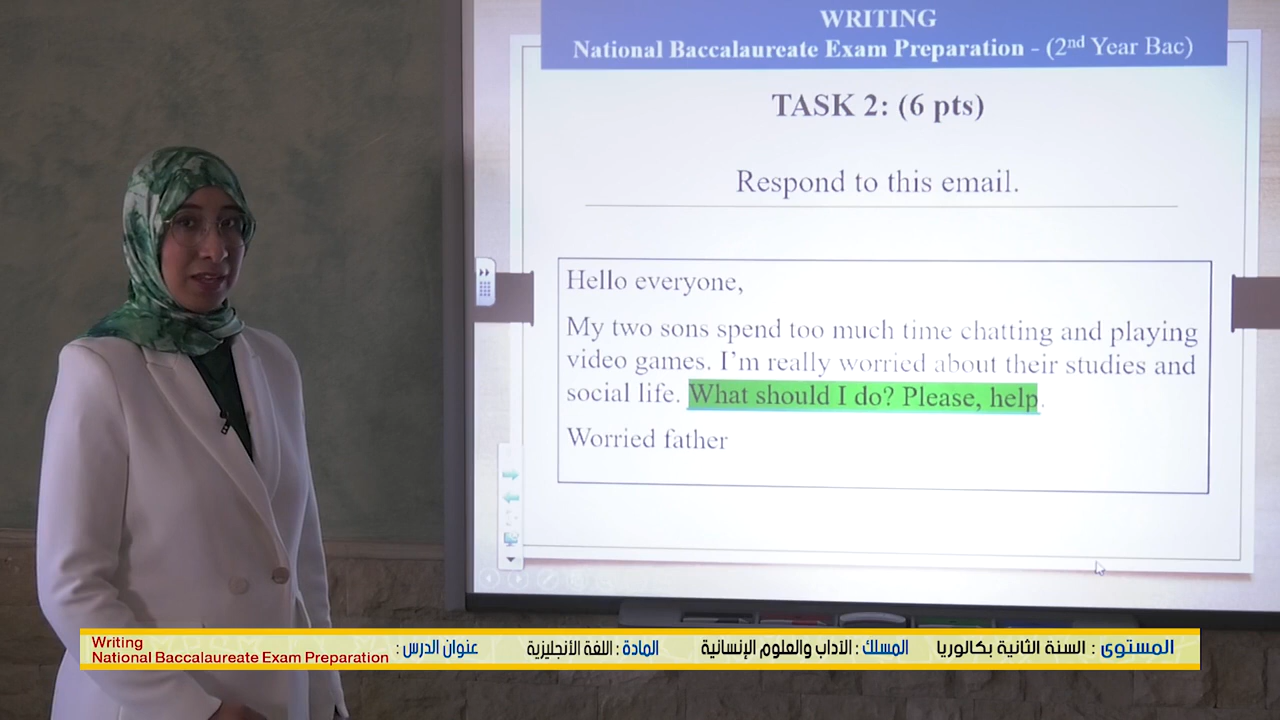 WRITING
National Baccalaureate Exam Preparation - (2nd Year Bac)
TASK 2: (6 pts)
Respond to this email.
Hello everyone,
My two sons spend too much time chatting and playing
video games. I'm really worried about their studies and
social life. What should I do? Please, help.
Worried father
المستوى : السنة الثانية بكالوريا
المسلك : الآداب والعلوم الإنسانية
المادة : اللغة الأنجليزية
عنوان الدرس :
Writing
National Baccalaureate Exam Preparation